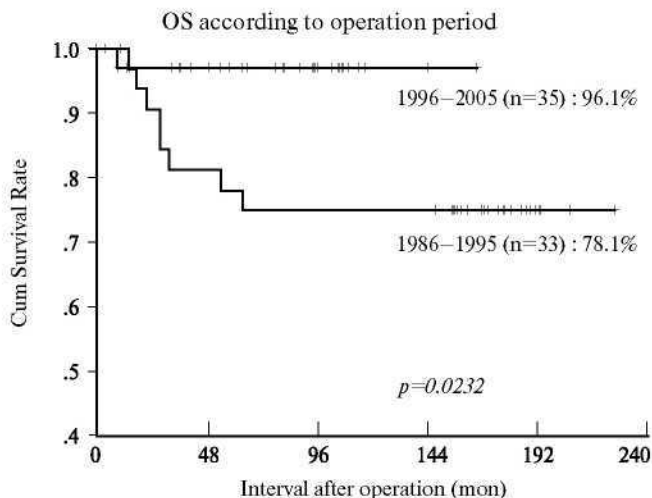 OS according to operation period
1.0
.9
.8
.7
.6
.5
.4
Cum Survival Rate
1996–2005 (n=35) : 96.1%
1986–1995 (n=33) : 78.1%
p=0.0232
0 48 96 144 192 240
Interval after operation (mon)